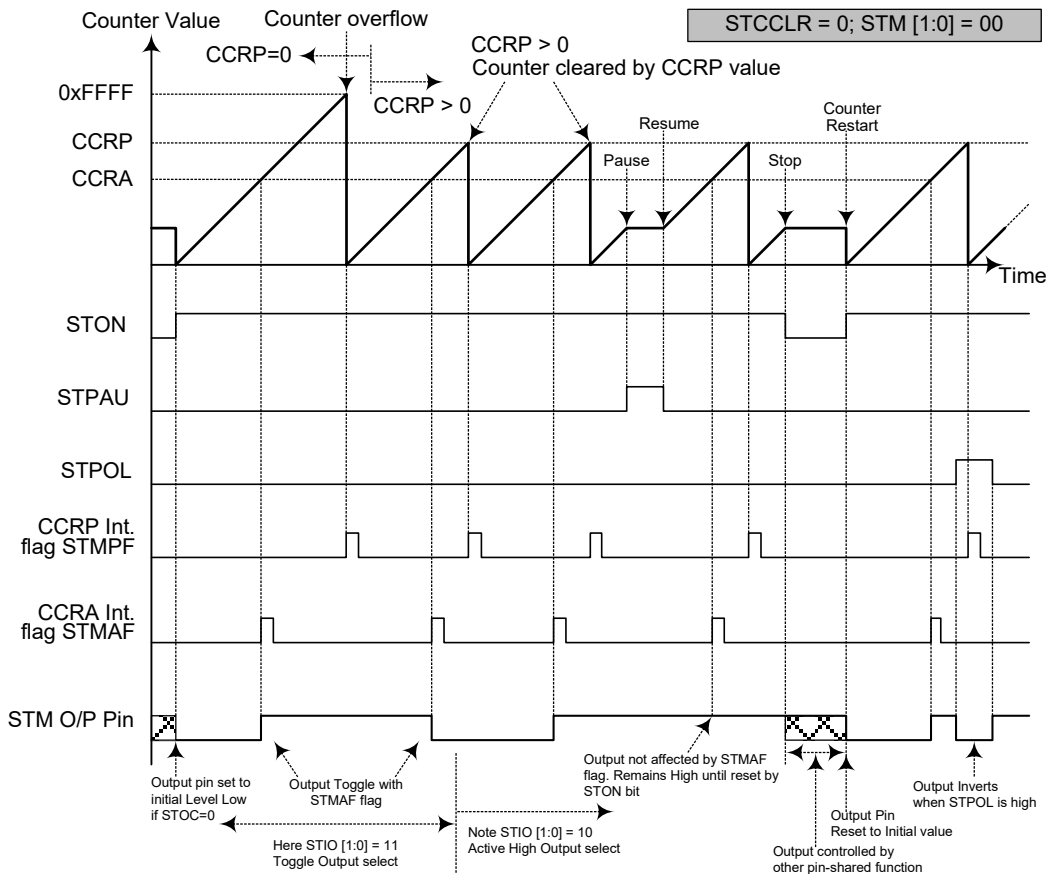 Counter Value
Counter overflow
STCCLR = 0; STM [1:0] = 00
CCRP=0
CCRP > 0
CCRP > 0
Counter cleared by CCRP value
0xFFFF
CCRP
CCRA
Pause
Resume
Stop
Counter
Restart
Time
STON
STPAU
STPOL
CCRP Int.
flag STMPF
CCRA Int.
flag STMAF
STM O/P Pin
Output pin set to
initial Level Low
if STOC=0
Output Toggle with
STMAF flag
Output not affected by STMAF
flag. Remains High until reset by
STON bit
Output Inverts
when STPOL is high
Output Pin
Reset to Initial value
Here STIO [1:0] = 11
Toggle Output select
Note STIO [1:0] = 10
Active High Output select
Output controlled by
other pin-shared function